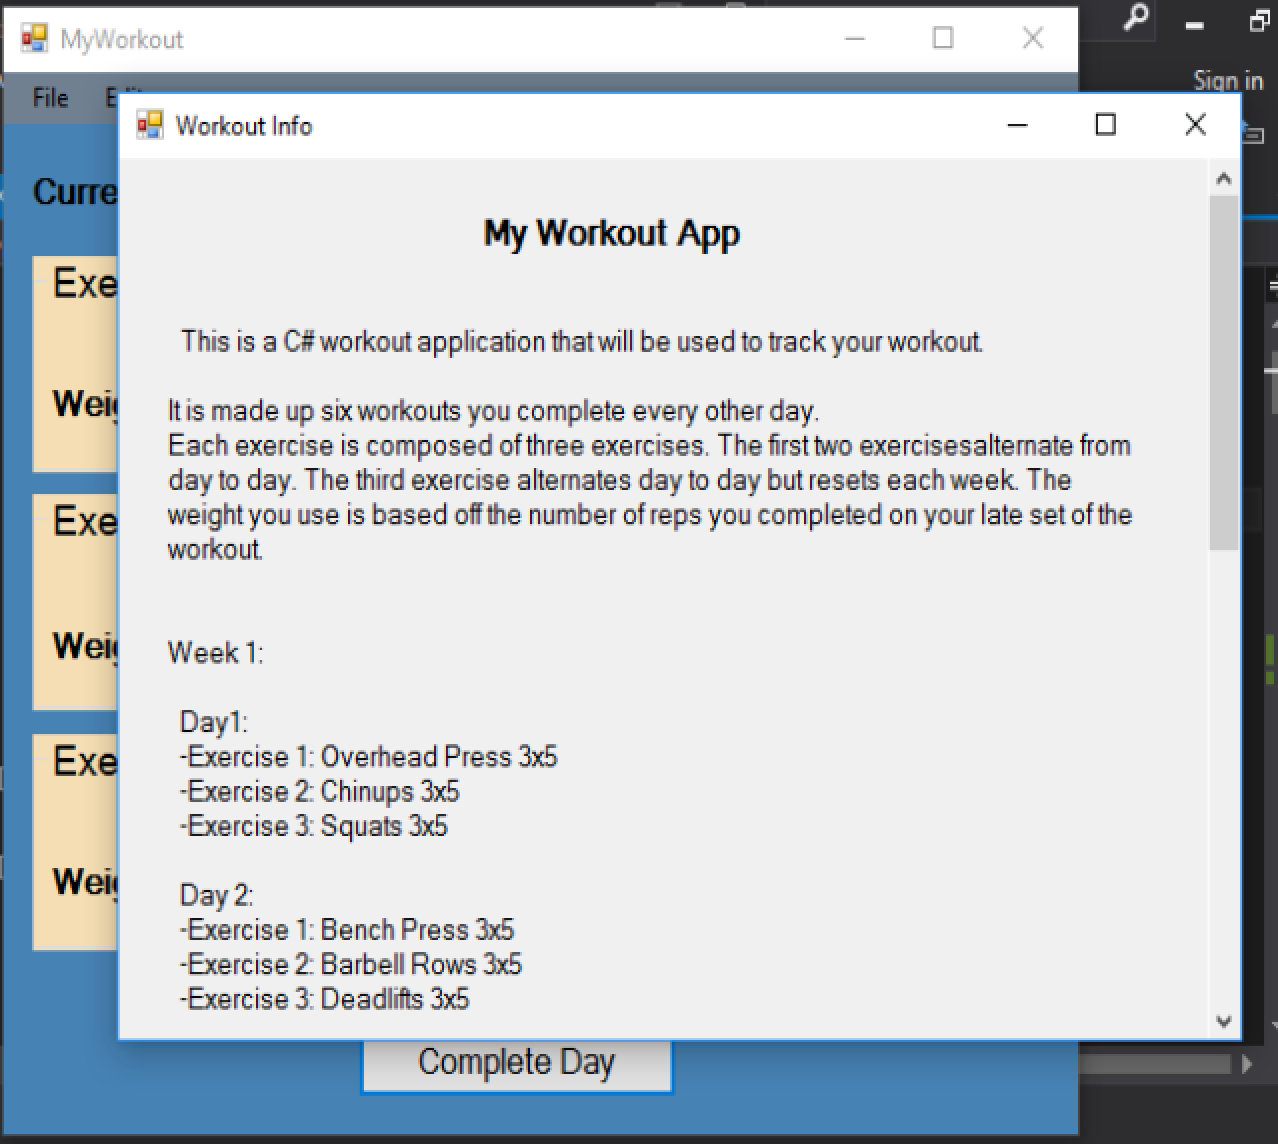 MyWorkout
Sign in
File
Workout Info
Curre
Exe
Weig
Exe
Weig
Exe
Weig
My Workout App
This is a C# workout application that will be used to track your workout.
It is made up six workouts you complete every other day.
Each exercise is composed of three exercises. The first two exercisesalternate from
day to day. The third exercise alternates day to day but resets each week. The
weight you use is based off the number of reps you completed on your late set of the
workout.
Week 1:
Day1:
-Exercise 1: Overhead Press 3x5
-Exercise 2: Chinups 3x5
-Exercise 3: Squats 3x5
Day 2:
-Exercise 1: Bench Press 3x5
-Exercise 2: Barbell Rows 3x5
-Exercise 3: Deadlifts 3x5
Complete Day